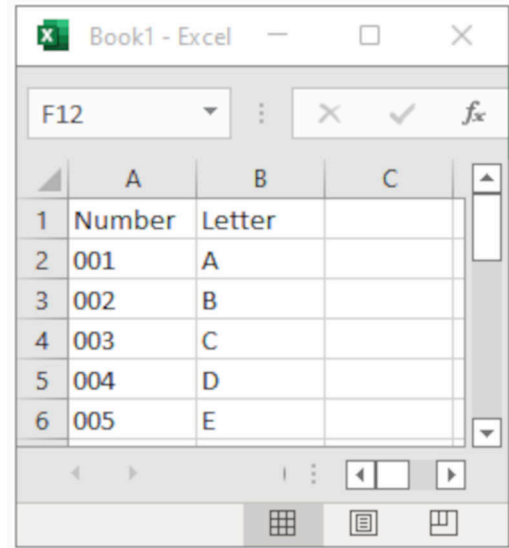 Book1 - Excel
F12 fx
A B C
1 Number Letter
2 001 A
3 002 B
4 003 C
5 004 D
6 005 E